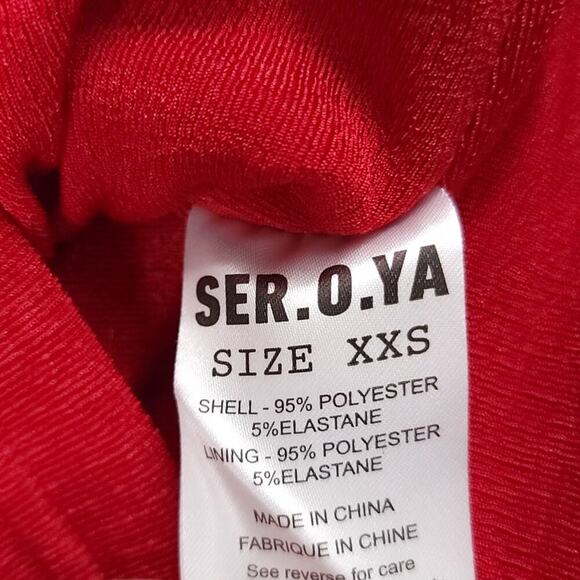 SER.O.YA
SIZE XXS
SHELL - 95% POLYESTER
5%ELASTANE
LINING - 95% POLYESTER
5%ELASTANE
MADE IN CHINA
FABRIQUE IN CHINE
See reverse for care